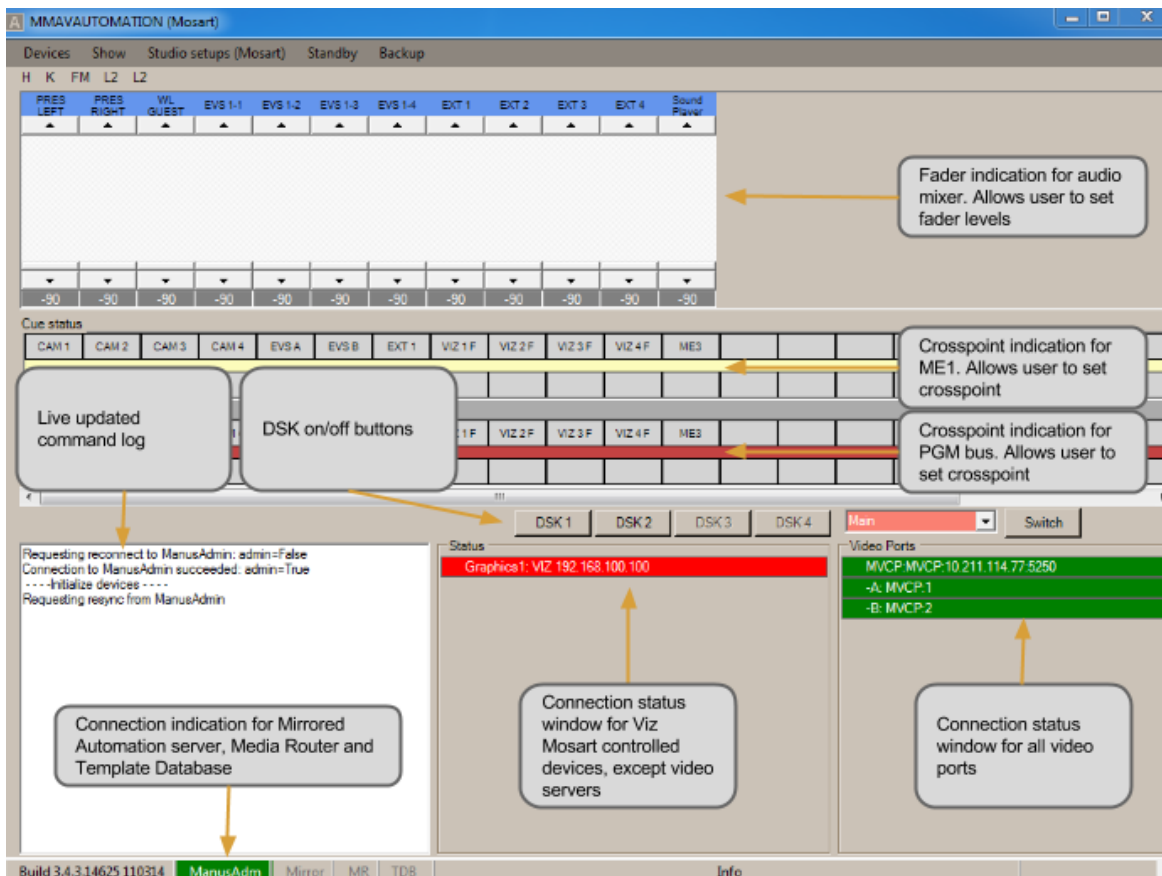 MMAVAUTOMATION (Mosart)
Devices Show Studio setups (Mosart) Standby Backup
H K FM L2 L2
PRES LEFT PRES RIGHT WL GUEST EVS 1-1 EVS 1-2 EVS 1-3 EVS 1-4 EXT 1 EXT 2 EXT 3 EXT 4 Sound Player
Fader indication for audio
mixer. Allows user to set
fader levels
-90 -90 -90 -90 -90 -90 -90 -90 -90 -90 -90 -90
Cue status
CAM 1 CAM 2 CAM 3 CAM 4 EVS A EVS B EXT 1 VIZ 1 F VIZ 2 F VIZ 3 F VIZ 4 F ME3
Crosspoint indication for
ME1. Allows user to set
crosspoint
Live updated
command log
DSK on/off buttons
VIZ 2 F VIZ 3 F VIZ 4 F ME3
Crosspoint indication for
PGM bus. Allows user to
set crosspoint
DSK 1 DSK 2 DSK 3 DSK 4 Main Switch
Requesting reconnect to ManusAdmin: admin=False
Connection to ManusAdmin succeeded: admin=True
- - - -Initialize devices - - - -
Requesting resync from ManusAdmin
Status
Graphics1: VIZ 192.168.100.100
Video Ports
MVCP:MVCP:10.211.114.77:5250
-A: MVCP:1
-B: MVCP:2
Connection indication for Mirrored
Automation server, Media Router and
Template Database
Connection status
window for Viz
Mosart controlled
devices, except video
servers
Connection status
window for all video
ports
Build 3.4.3.14625 110314 ManusAdm Mirror MR TDB Info